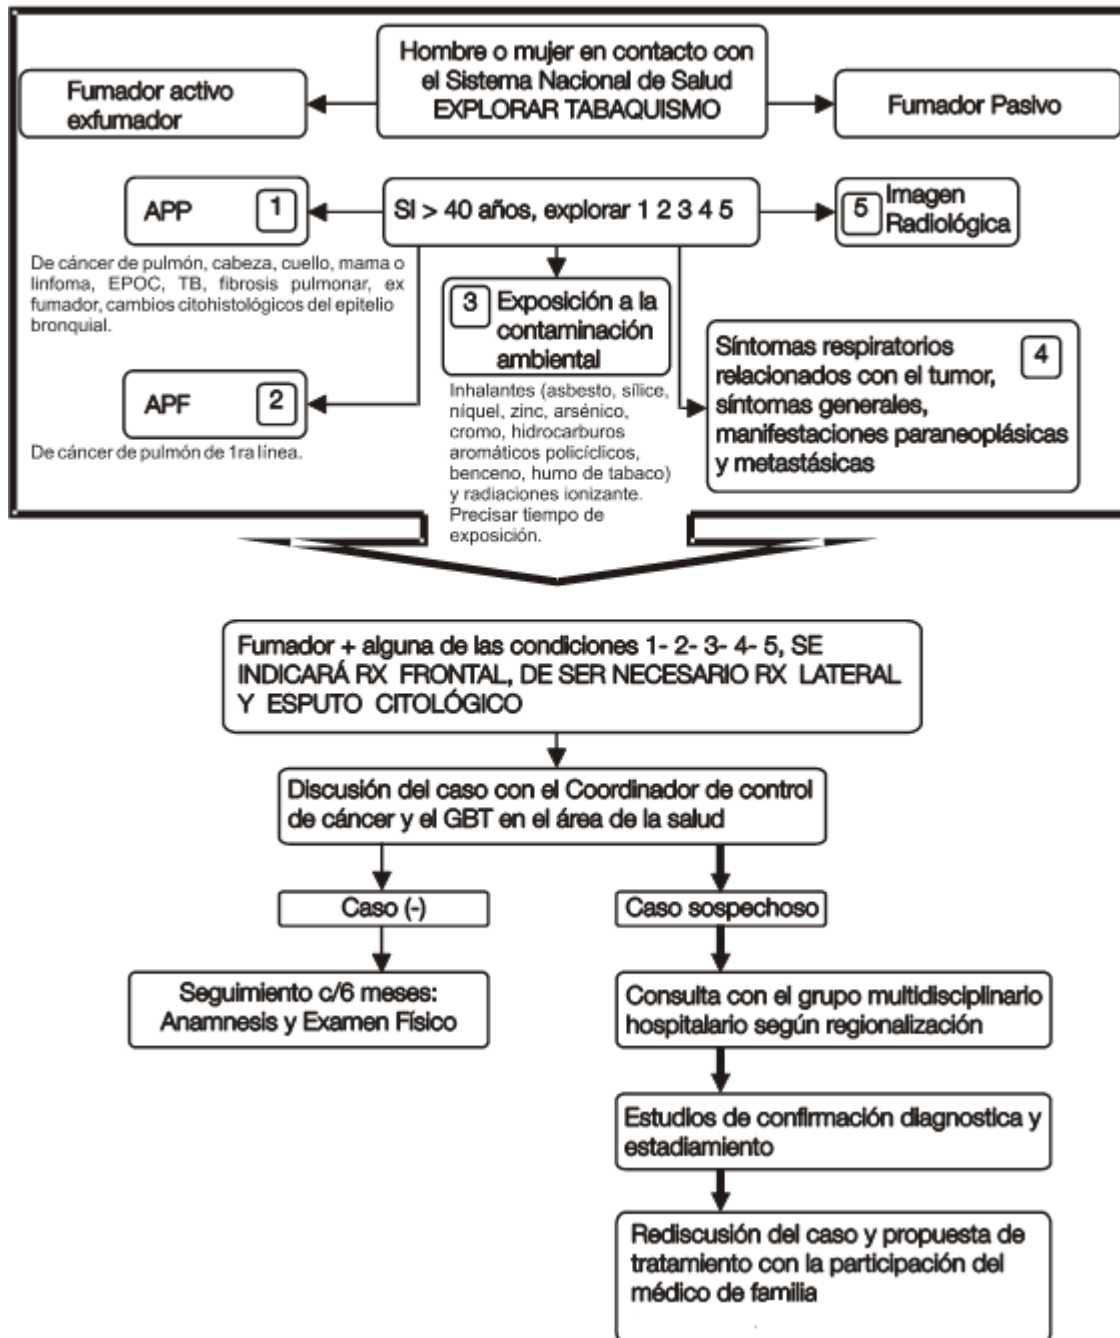 Hombre o mujer en contacto con
el Sistema Nacional de Salud
EXPLORAR TABAQUISMO
Fumador activo
exfumador
Fumador Pasivo
APP 1
De cáncer de pulmón, cabeza, cuello, mama o
linfoma, EPOC, TB, fibrosis pulmonar, ex
fumador, cambios citohistológicos del epitelio
bronquial.
SI > 40 años, explorar 1 2 3 4 5
5 Imagen
Radiológica
APF 2
De cáncer de pulmón de 1ra línea.
3 Exposición a la
contaminación
ambiental
Inhalantes (asbesto, sílice,
níquel, zinc, arsénico,
cromo, hidrocarburos
aromáticos policíclicos,
benceno, humo de tabaco)
y radiaciones ionizante.
Precisar tiempo de
exposición.
Síntomas respiratorios 4
relacionados con el tumor,
síntomas generales,
manifestaciones paraneoplásicas
y metastásicas
Fumador + alguna de las condiciones 1- 2- 3- 4- 5, SE
INDICARÁ RX FRONTAL, DE SER NECESARIO RX LATERAL
Y ESPUTO CITOLÓGICO
Discusión del caso con el Coordinador de control
de cáncer y el GBT en el área de la salud
Caso (-)
Seguimiento c/6 meses:
Anamnesis y Examen Físico
Caso sospechoso
Consulta con el grupo multidisciplinario
hospitalario según regionalización
Estudios de confirmación diagnostica y
estadiamiento
Rediscusión del caso y propuesta de
tratamiento con la participación del
médico de familia